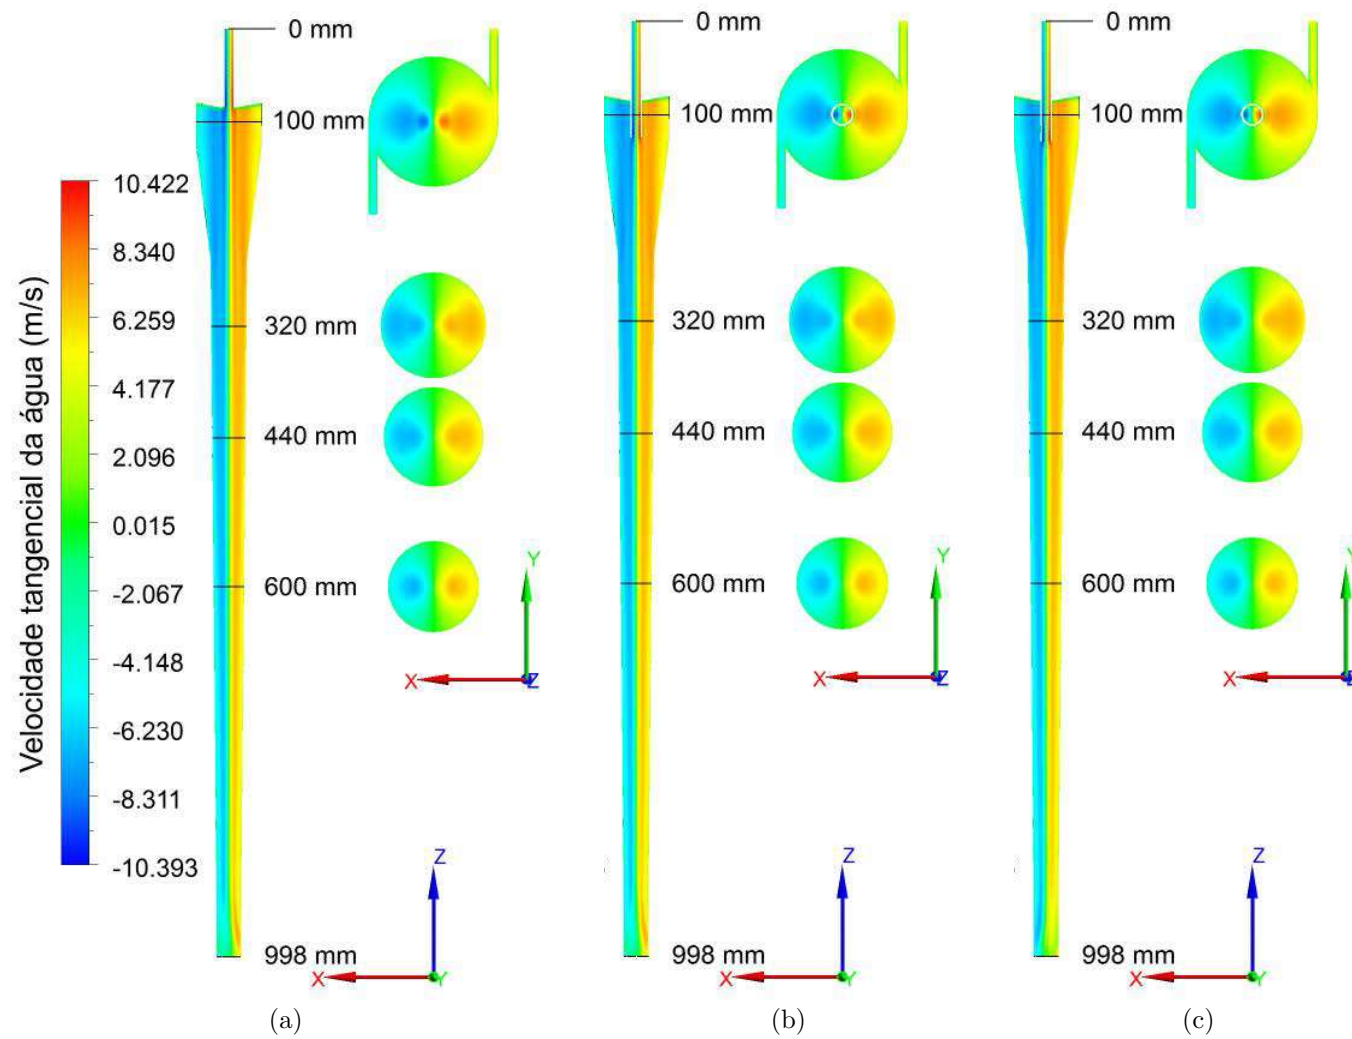 Velocidade tangencial da água (m/s)
10.422
8.340
6.259
4.177
2.096
0.015
-2.067
-4.148
-6.230
-8.311
-10.393
0 mm
100 mm
320 mm
440 mm
600 mm
Y
X
Z
Z
998 mm
X
Y
(a)
0 mm
100 mm
320 mm
440 mm
600 mm
Y
X
Z
Z
998 mm
X
Y
(b)
0 mm
100 mm
320 mm
440 mm
600 mm
Y
X
Z
Z
998 mm
X
Y
(c)